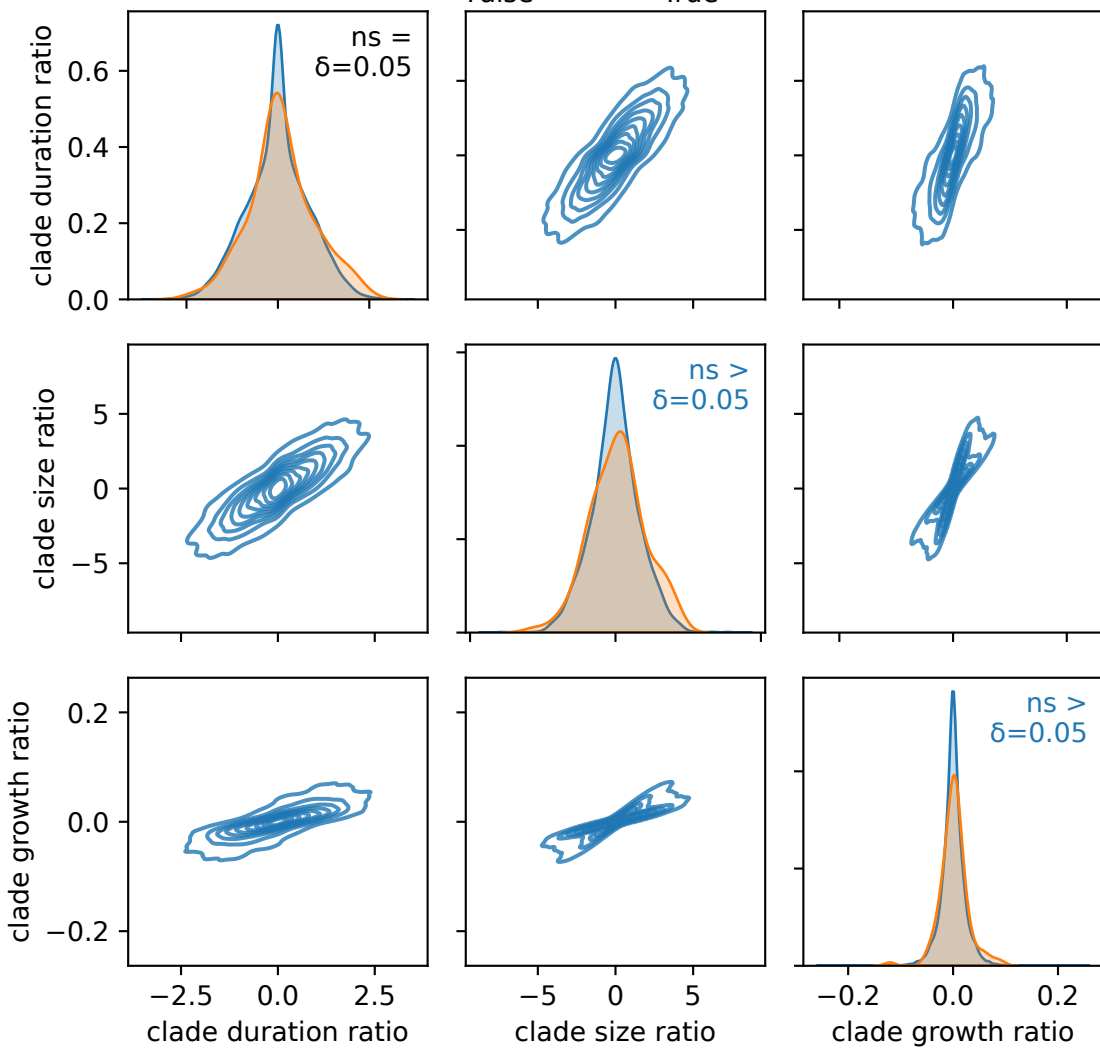 clade duration ratio
0.6
0.4
0.2
0.0
ns =
δ=0.05
clade size ratio
5
0
−5
ns >
δ=0.05
clade growth ratio
0.2
0.0
−0.2
ns >
δ=0.05
−2.5 0.0 2.5
−5 0 5
−0.2 0.0 0.2
clade duration ratio
clade size ratio
clade growth ratio